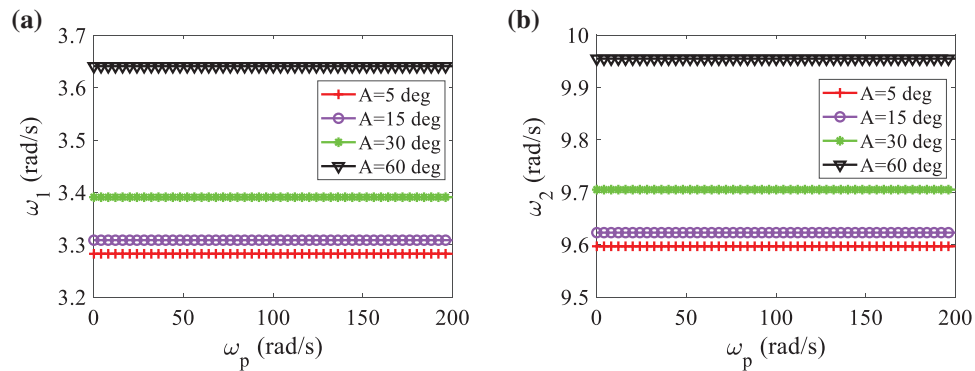 (a)
3.7
3.6
3.5
3.4
3.3
3.2
ω1 (rad/s)
0 50 100 150 200
ωp (rad/s)
A=5 deg
A=15 deg
A=30 deg
A=60 deg
(b)
10
9.9
9.8
9.7
9.6
9.5
ω2 (rad/s)
0 50 100 150 200
ωp (rad/s)
A=5 deg
A=15 deg
A=30 deg
A=60 deg